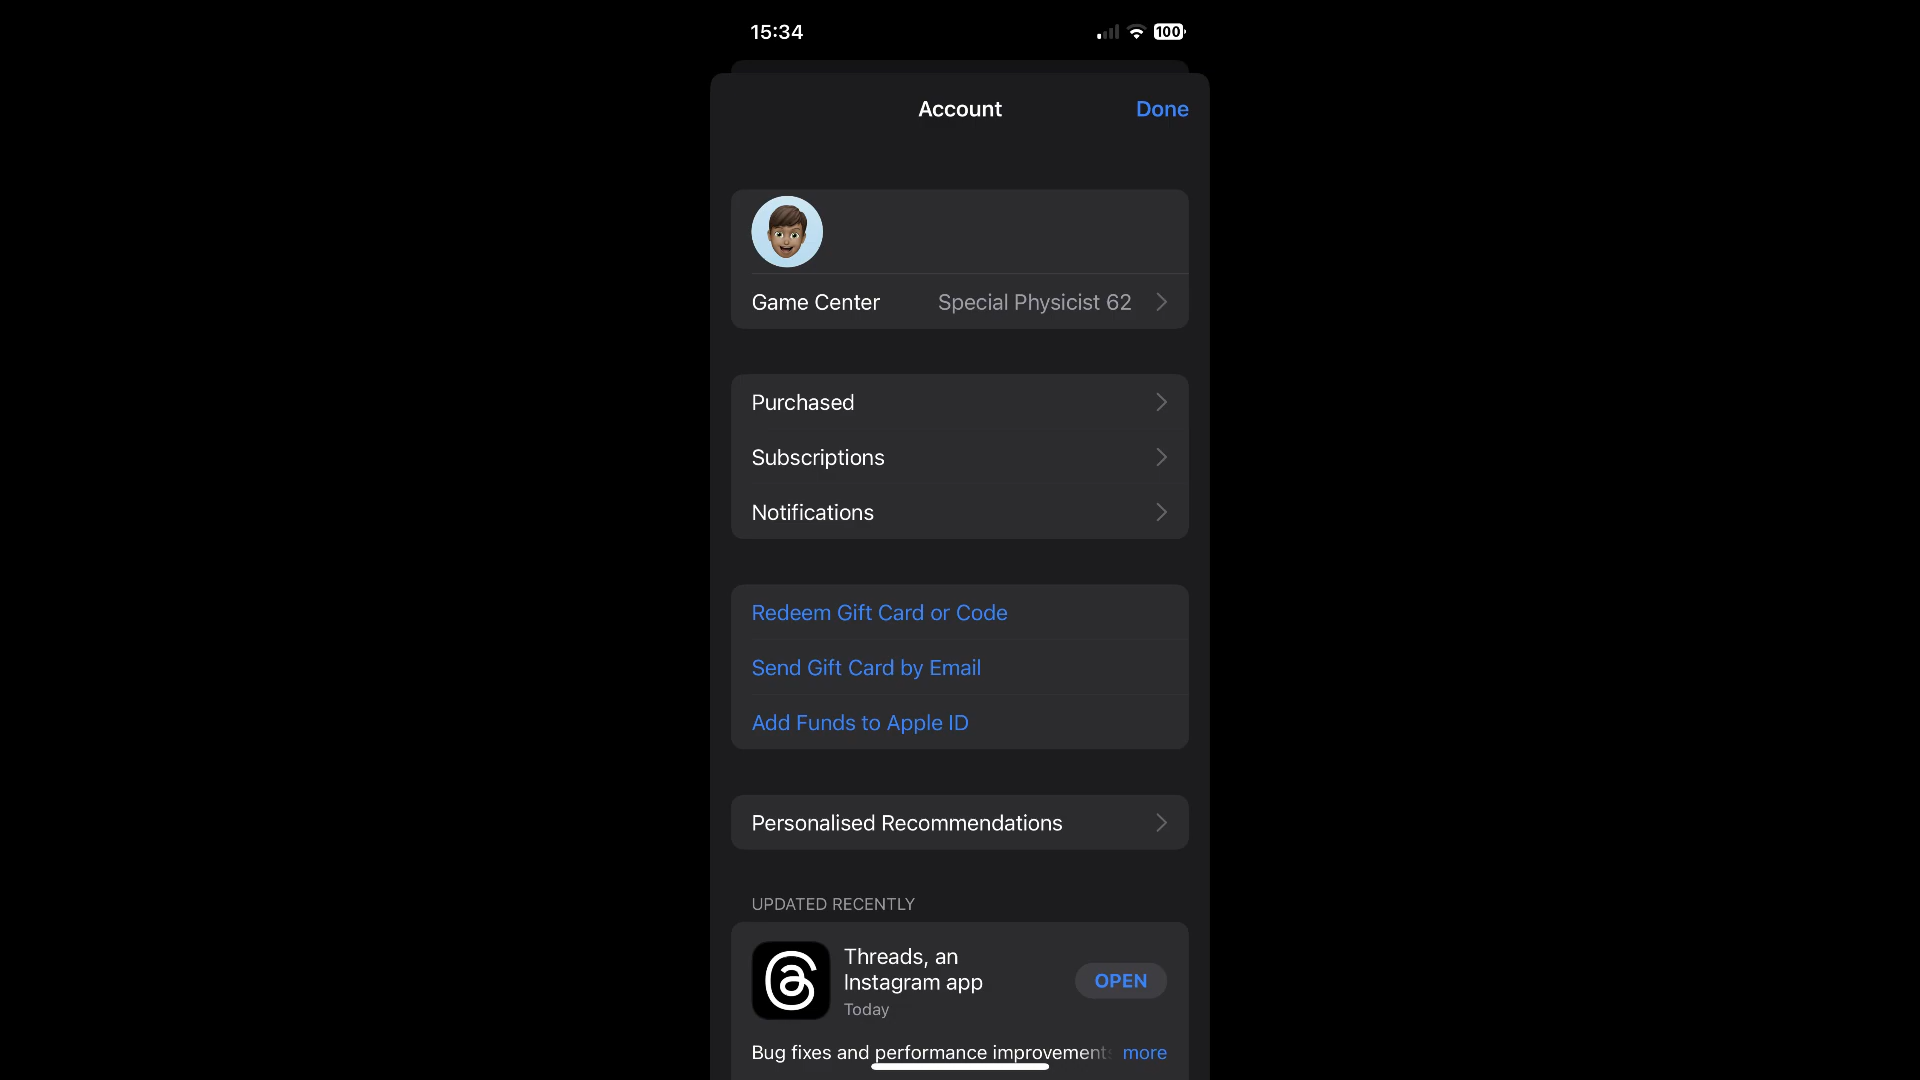 15:34
100
Account
Done
Game Center
Special Physicist 62
Purchased
Subscriptions
Notifications
Redeem Gift Card or Code
Send Gift Card by Email
Add Funds to Apple ID
Personalised Recommendations
UPDATED RECENTLY
Threads, an
Instagram app
Today
OPEN
Bug fixes and performance improvements
more